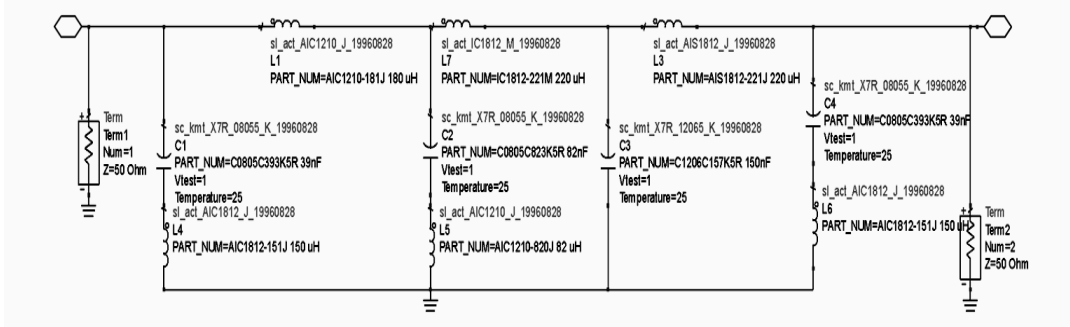 sl_act_AIC1210_J_19960828
L1
PART_NUM=AIC1210-181J 180 uH
sl_act_IC1812_M_19960828
L7
PART_NUM=IC1812-221M 220 uH
sl_act_AIS1812_J_19960828
L3
PART_NUM=AIS1812-221J 220 uH
+
Term
Term1
Num=1
Z=50 Ohm
-
sc_kmt_X7R_08055_K_19960828
C1
PART_NUM=C0805C393K5R 39nF
Vtest=1
Temperature=25
sl_act_AIC1812_J_19960828
L4
PART_NUM=AIC1812-151J 150 uH
sc_kmt_X7R_08055_K_19960828
C2
PART_NUM=C0805C823K5R 82nF
Vtest=1
Temperature=25
sl_act_AIC1210_J_19960828
L5
PART_NUM=AIC1210-820J 82 uH
sc_kmt_X7R_12065_K_19960828
C3
PART_NUM=C1206C157K5R 150nF
Vtest=1
Temperature=25
sc_kmt_X7R_08055_K_19960828
C4
PART_NUM=C0805C393K5R 39nF
Vtest=1
Temperature=25
sl_act_AIC1812_J_19960828
L6
PART_NUM=AIC1812-151J 150 uH
+
Term
Term2
Num=2
Z=50 Ohm
-